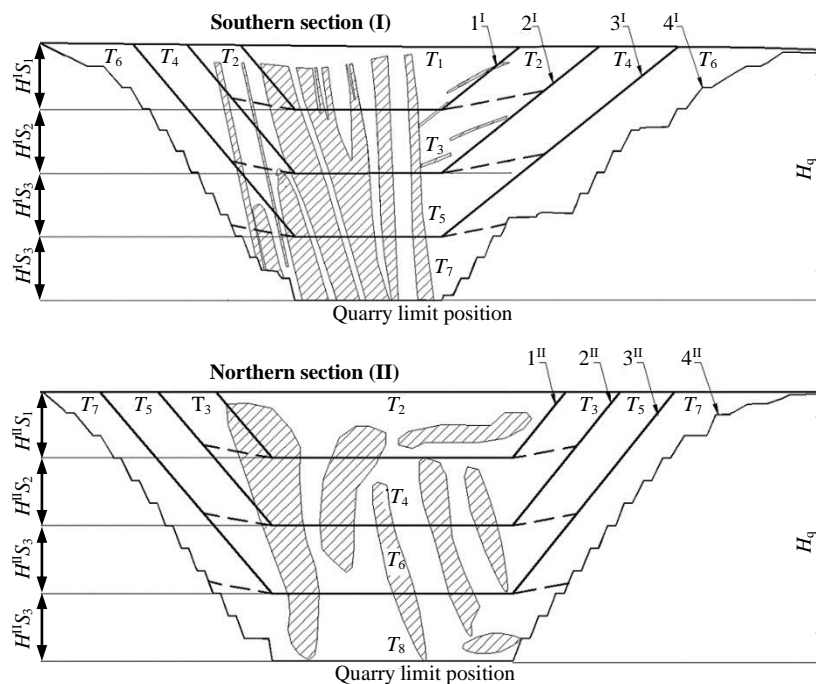 Southern section (I)
1ᴵ 2ᴵ 3ᴵ 4ᴵ
T₆ T₄ T₂ T₁ T₂ T₄ T₆
HᴵS₁
HᴵS₂ T₃
HᴵS₃ T₅
HᴵS₃ T₇
H_q
Quarry limit position
Northern section (II)
1ᴵᴵ 2ᴵᴵ 3ᴵᴵ 4ᴵᴵ
T₇ T₅ T₃ T₂ T₃ T₅ T₇
HᴵᴵS₁
HᴵᴵS₂ T₄
HᴵᴵS₃ T₆
HᴵᴵS₃ T₈
H_q
Quarry limit position